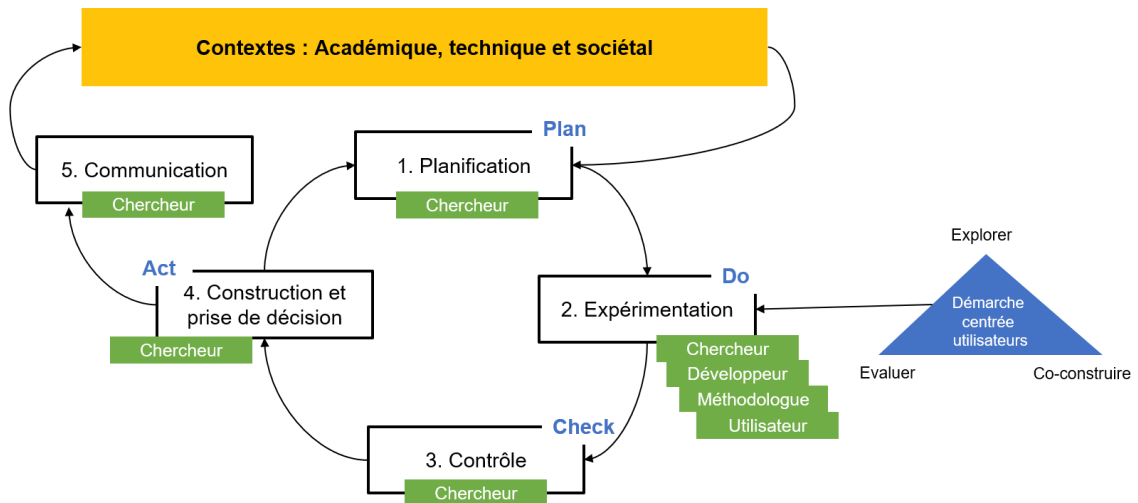 Contextes : Académique, technique et sociétal
Plan
1. Planification
Chercheur
5. Communication
Chercheur
Act
4. Construction et
prise de décision
Chercheur
Do
2. Expérimentation
Chercheur
Développeur
Méthodologue
Utilisateur
Explorer
Démarche
centrée
utilisateurs
Evaluer
Co-construire
Check
3. Contrôle
Chercheur